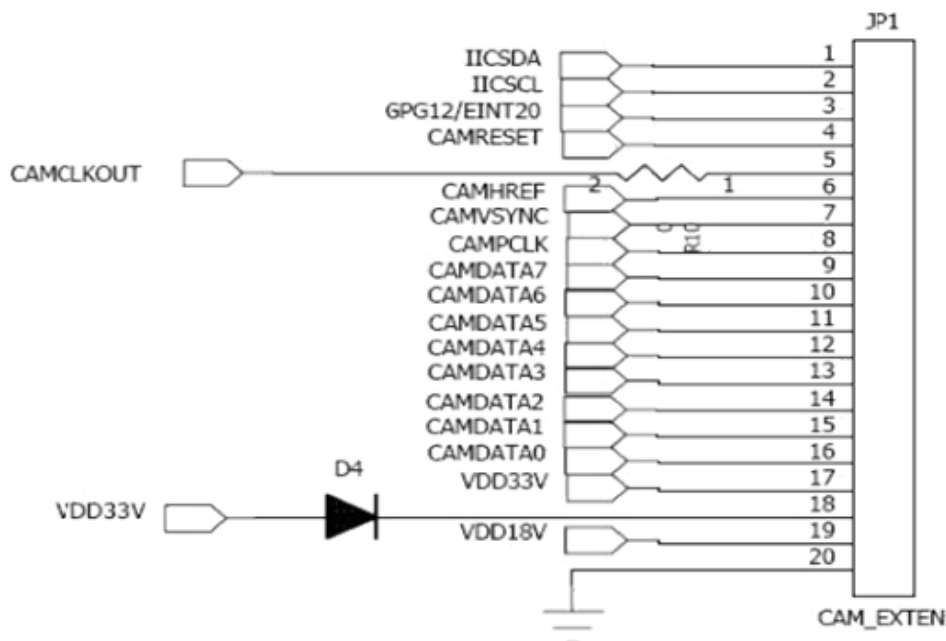 JP1
IICSDA 1
IICSCL 2
GPG12/EINT20 3
CAMRESET 4
CAMCLKOUT 2 1 5
CAMHREF 6
CAMVSYNC 7
0
R10
CAMPCLK 8
CAMDATA7 9
CAMDATA6 10
CAMDATA5 11
CAMDATA4 12
CAMDATA3 13
CAMDATA2 14
CAMDATA1 15
CAMDATA0 16
VDD33V 17
D4
VDD33V 18
VDD18V 19
20
CAM_EXTEN